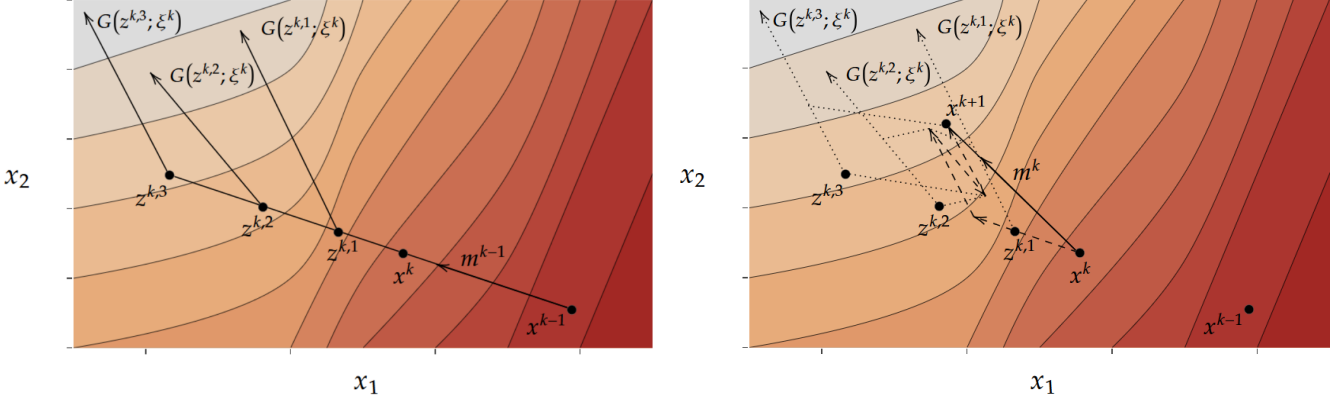 G(z^{k,3}; ξ^k)
G(z^{k,1}; ξ^k)
G(z^{k,2}; ξ^k)
x_2
z^{k,3}
z^{k,2}
z^{k,1}
x^k
m^{k−1}
x^{k−1}
x_1
G(z^{k,3}; ξ^k)
G(z^{k,1}; ξ^k)
G(z^{k,2}; ξ^k)
x^{k+1}
x_2
m^k
z^{k,3}
z^{k,2}
z^{k,1}
x^k
x^{k−1}
x_1